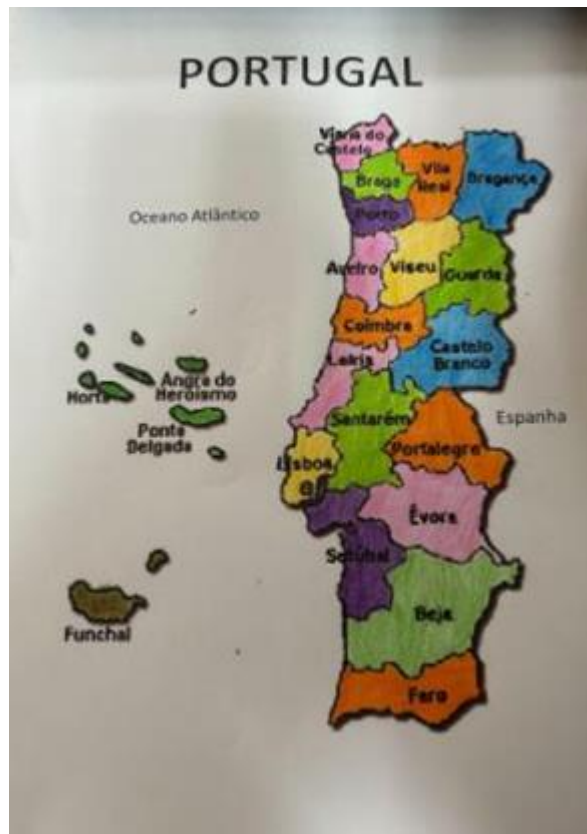 PORTUGAL
Viana do
Castelo
Braga
Vila
Real
Bragança
Porto
Oceano Atlântico
Aveiro
Viseu
Guarda
Coimbra
Castelo
Branco
Leiria
Horta
Angra do
Heroísmo
Ponta
Delgada
Santarém
Espanha
Lisboa
Portalegre
Évora
Setúbal
Beja
Funchal
Faro